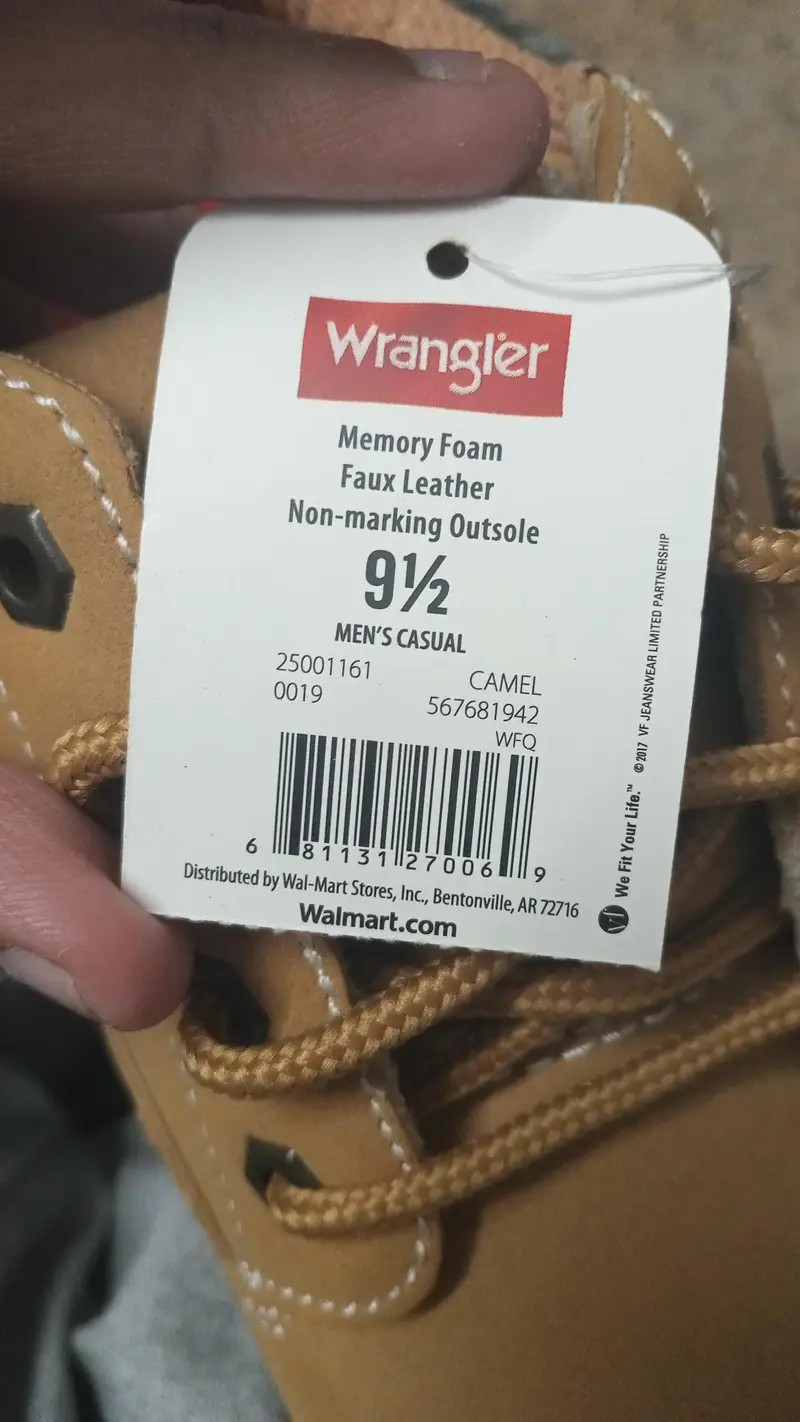 Wrangler
Memory Foam
Faux Leather
Non-marking Outsole
9½
MEN'S CASUAL
25001161
CAMEL
0019
567681942
WFQ
6 81131 27006 9
Distributed by Wal-Mart Stores, Inc., Bentonville, AR 72716
Walmart.com
We Fit Your Life.™ © 2017 VF JEANSWEAR LIMITED PARTNERSHIP